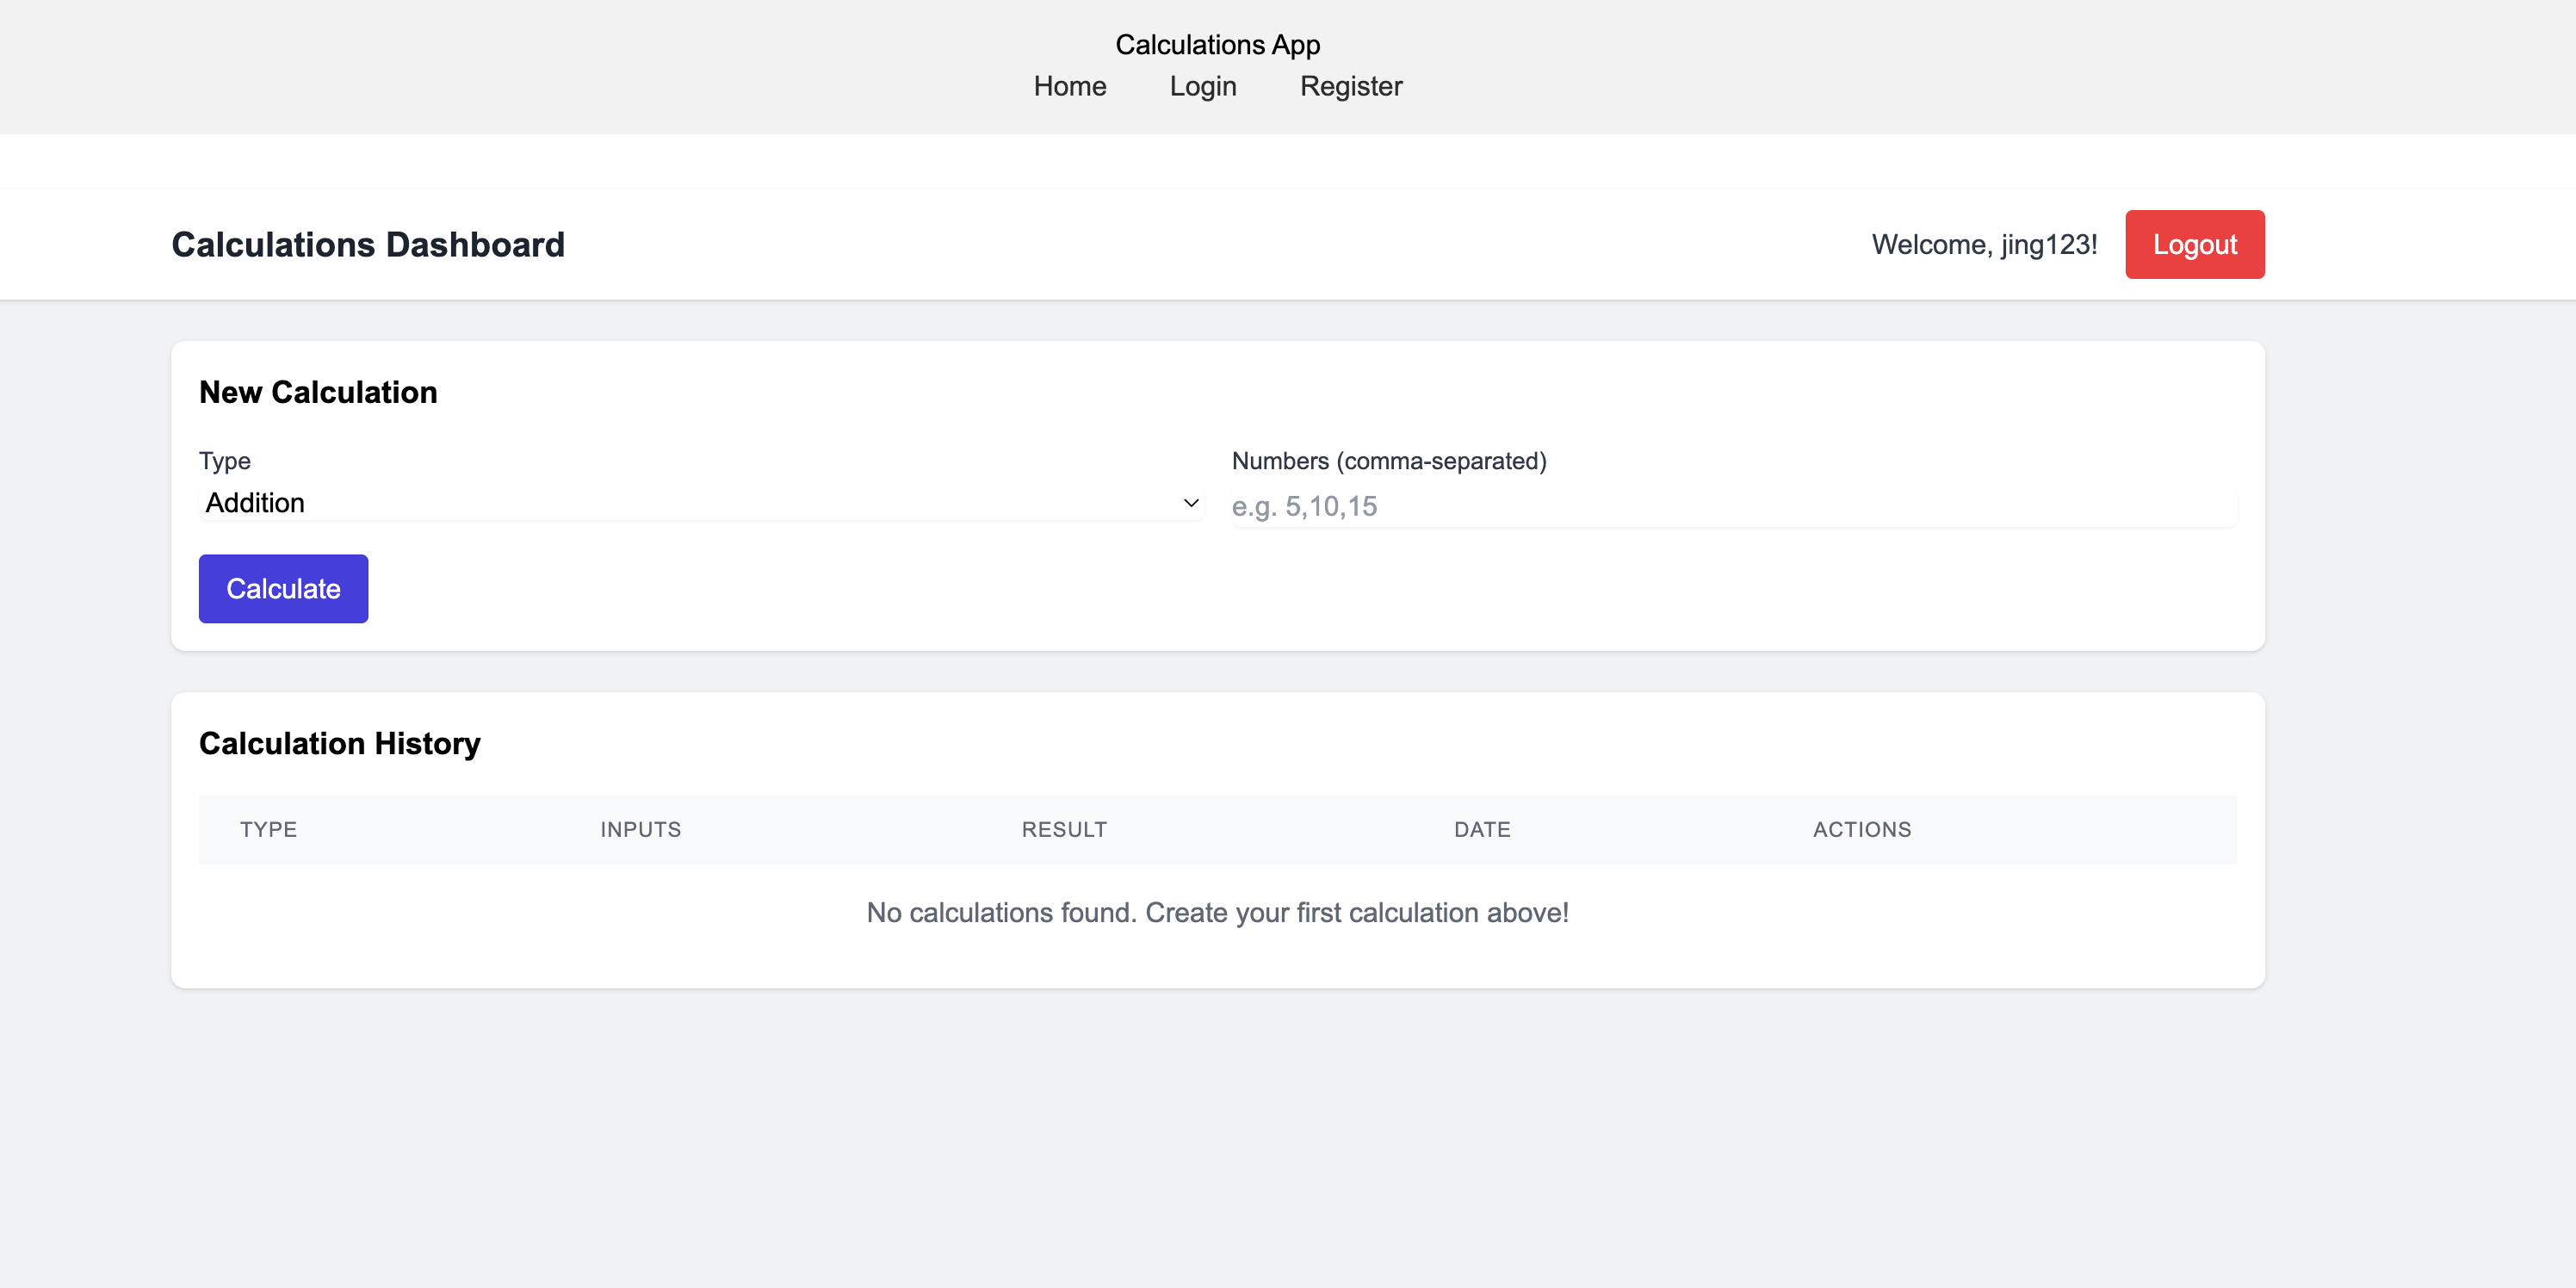 Calculations App
Home Login Register
Calculations Dashboard
Welcome, jing123! Logout
New Calculation
Type
Addition
Numbers (comma-separated)
e.g. 5,10,15
Calculate
Calculation History
TYPE INPUTS RESULT DATE ACTIONS
No calculations found. Create your first calculation above!